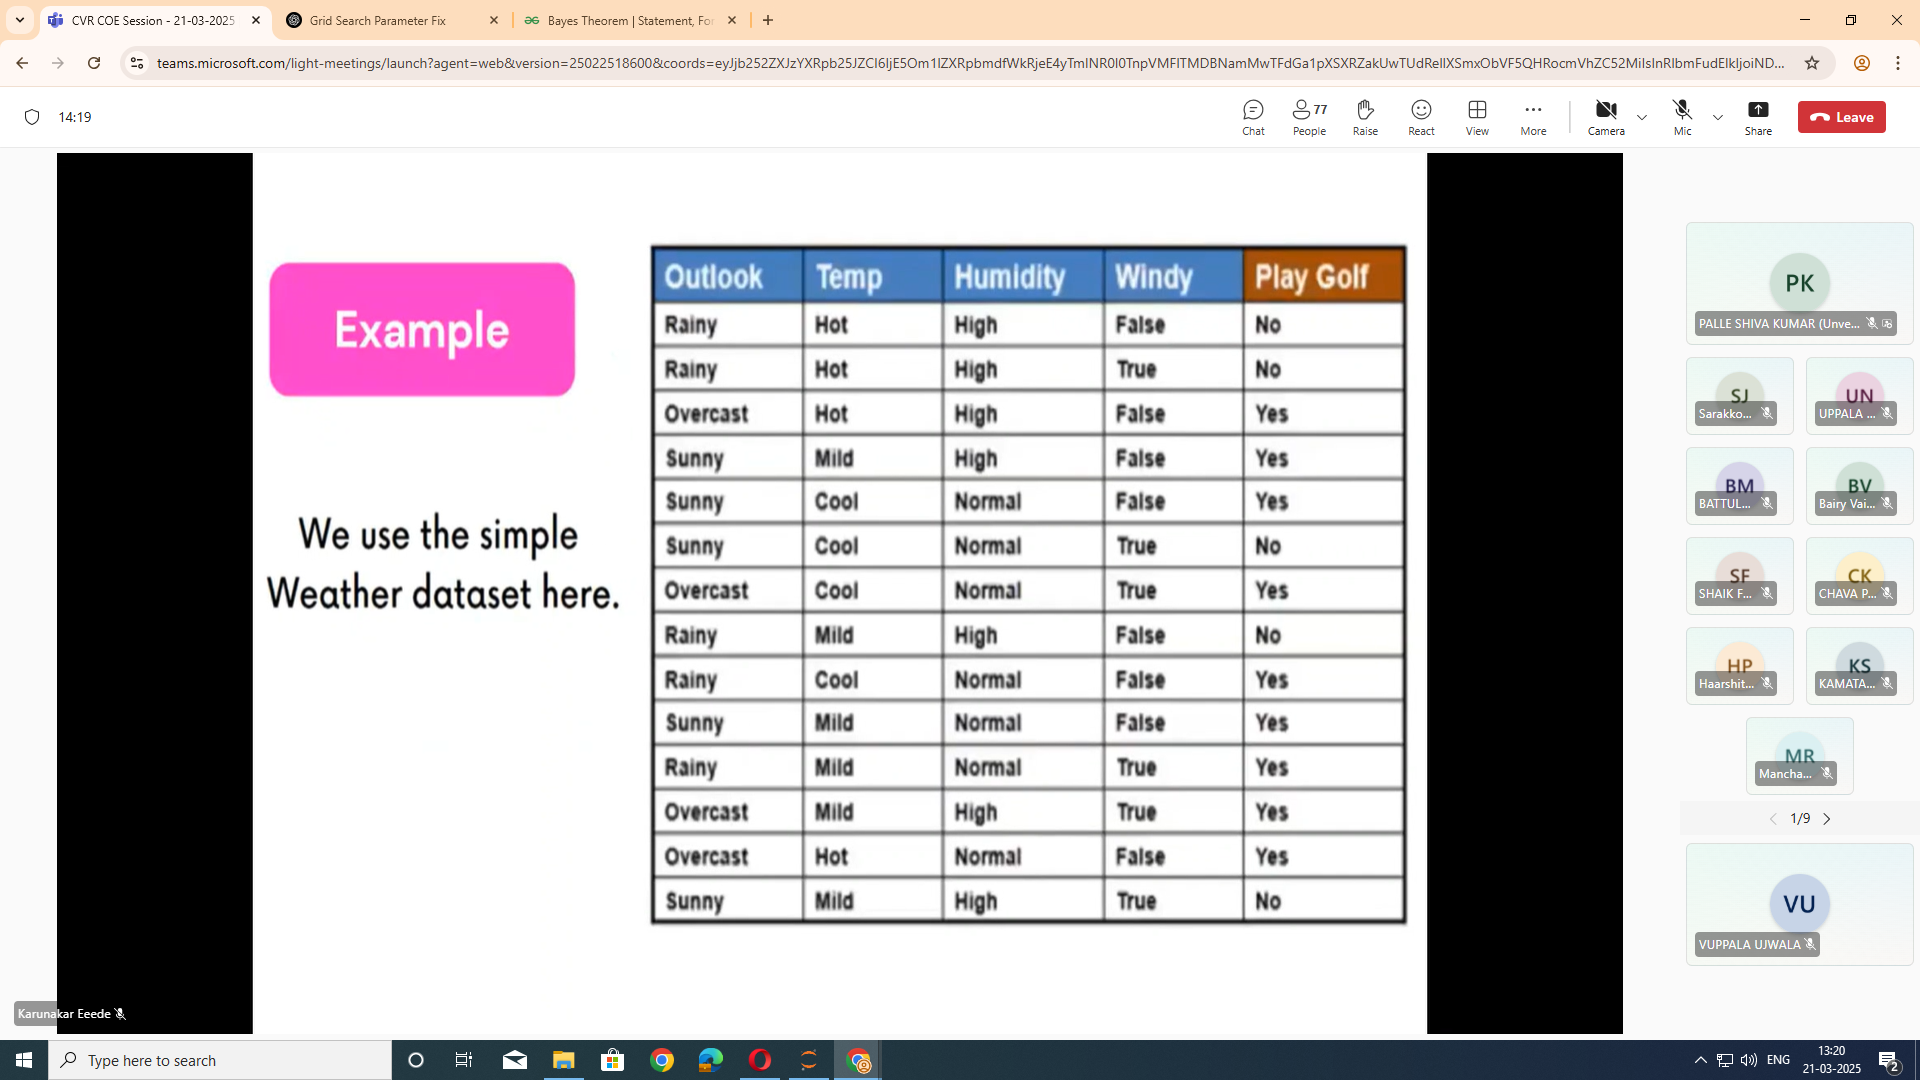 CVR COE Session - 21-03-2025
Grid Search Parameter Fix
Bayes Theorem | Statement, For
teams.microsoft.com/light-meetings/launch?agent=web&version=25022518600&coords=
14:19
Chat
People
77
Raise
React
View
More
Camera
Mic
Share
Leave
Example
We use the simple
Weather dataset here.
Outlook Temp Humidity Windy Play Golf
Rainy Hot High False No
Rainy Hot High True No
Overcast Hot High False Yes
Sunny Mild High False Yes
Sunny Cool Normal False Yes
Sunny Cool Normal True No
Overcast Cool Normal True Yes
Rainy Mild High False No
Rainy Cool Normal False Yes
Sunny Mild Normal False Yes
Rainy Mild Normal True Yes
Overcast Mild High True Yes
Overcast Hot Normal False Yes
Sunny Mild High True No
PK
PALLE SHIVA KUMAR (Unve...
SJ
Sarakko...
UN
UPPALA ...
BM
BATTUL...
BV
Bairy Vai...
SF
SHAIK F...
CK
CHAVA P...
HP
Haarshit...
KS
KAMATA...
MR
Mancha...
1/9
VU
VUPPALA UJWALA
Karunakar Eeede
Type here to search
ENG
13:20
21-03-2025
2